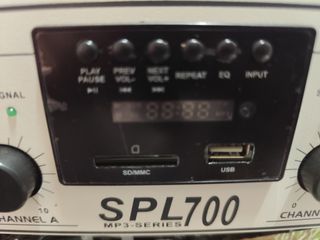 PLAY PREV NEXT REPEAT EQ INPUT
PAUSE VOL- VOL+
SIGNAL
SD/MMC USB
10 0
CHANNEL A CHANN
SPL700
MP3-SERIES